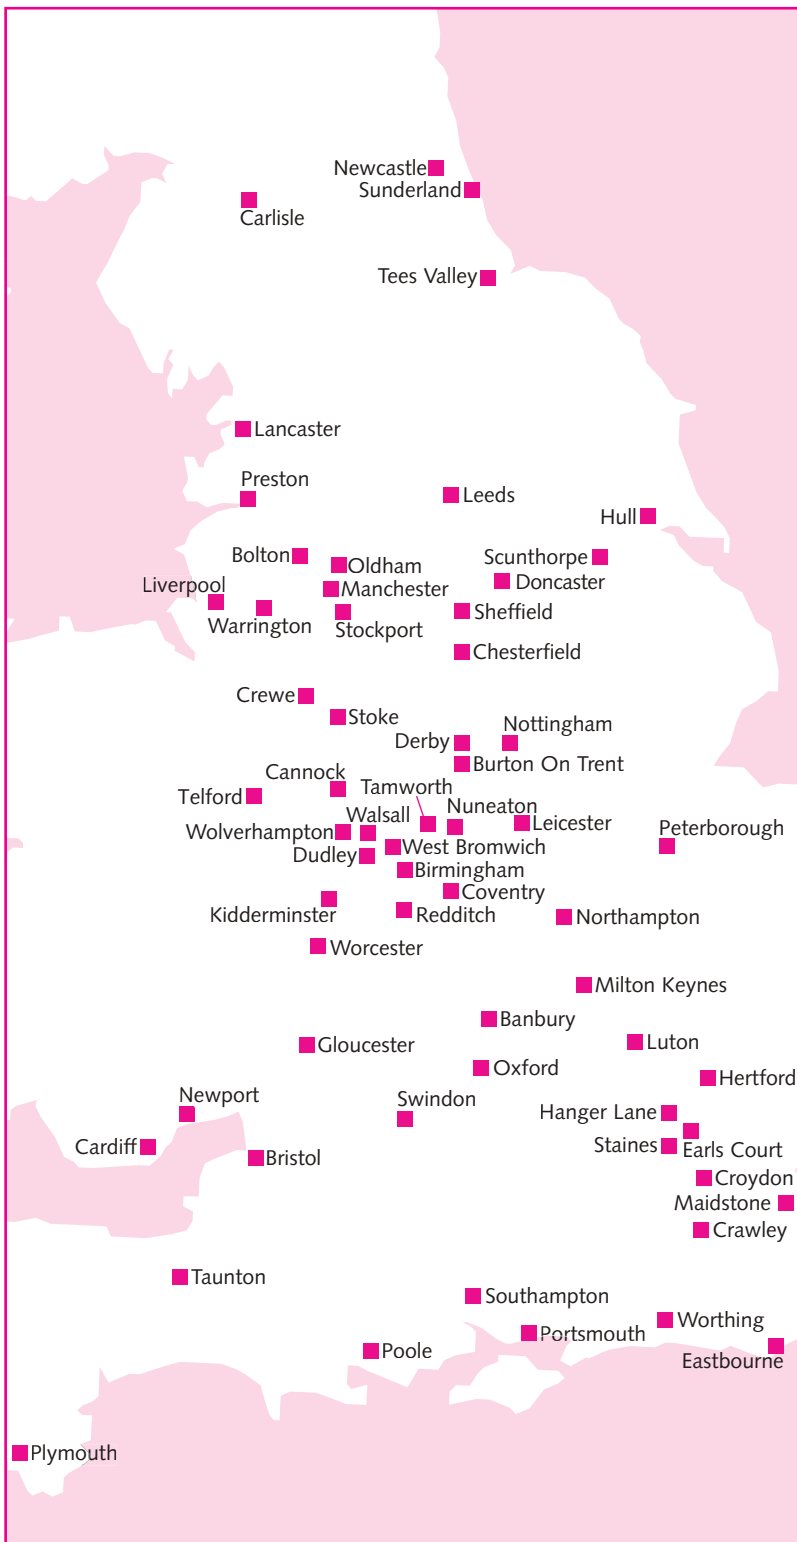 Newcastle
Sunderland
Carlisle
Tees Valley
Lancaster
Preston
Leeds
Hull
Bolton
Oldham
Scunthorpe
Doncaster
Liverpool
Manchester
Warrington
Stockport
Sheffield
Chesterfield
Crewe
Stoke
Nottingham
Derby
Burton On Trent
Cannock
Tamworth
Telford
Walsall
Nuneaton
Leicester
Peterborough
Wolverhampton
West Bromwich
Dudley
Birmingham
Coventry
Kidderminster
Redditch
Northampton
Worcester
Milton Keynes
Banbury
Gloucester
Luton
Oxford
Hertford
Newport
Swindon
Hanger Lane
Cardiff
Staines
Earls Court
Bristol
Croydon
Maidstone
Crawley
Taunton
Southampton
Worthing
Portsmouth
Poole
Eastbourne
Plymouth